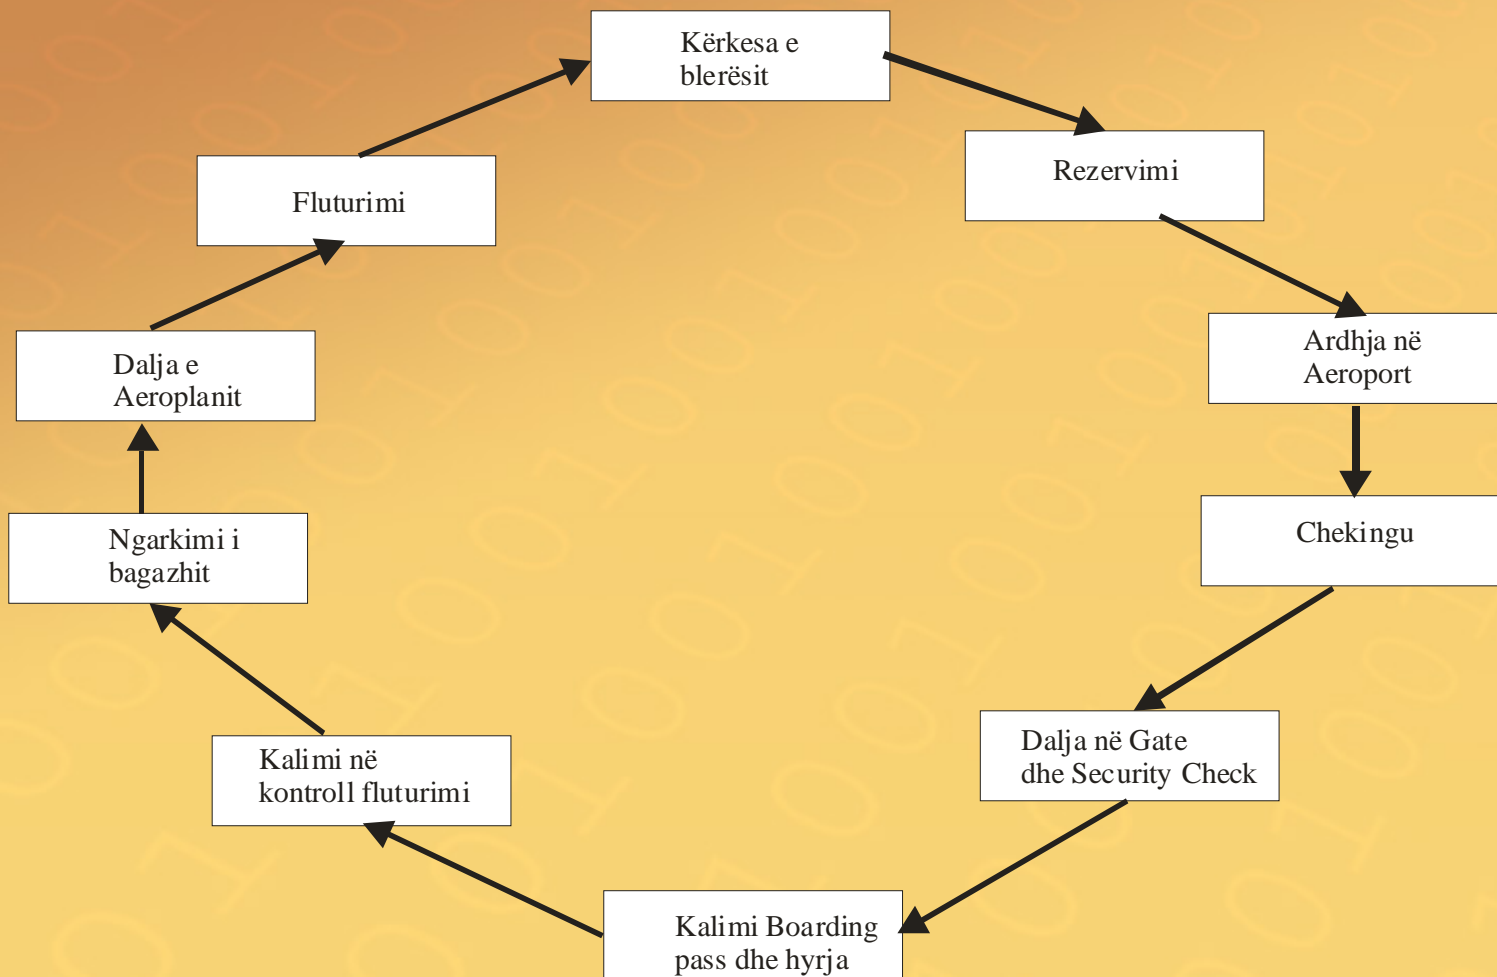 Kërkesa e
blerësit
Rezervimi
Ardhja në
Aeroport
Chekingu
Dalja në Gate
dhe Security Check
Kalimi Boarding
pass dhe hyrja
Kalimi në
kontroll fluturimi
Ngarkimi i
bagazhit
Dalja e
Aeroplanit
Fluturimi